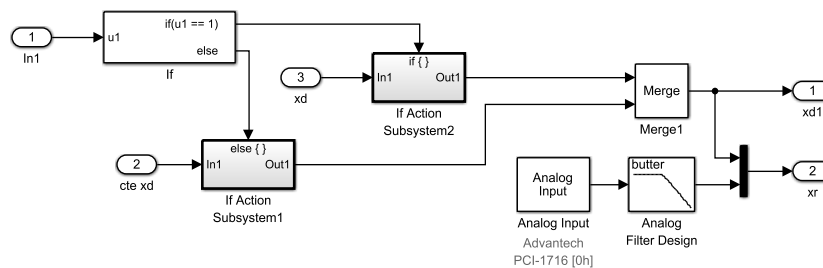 1
In1
u1
if(u1 == 1)
else
If
3
xd
if { }
In1
Out1
If Action
Subsystem2
Merge
Merge1
1
xd1
2
cte xd
else { }
In1
Out1
If Action
Subsystem1
Analog
Input
Analog Input
Advantech
PCI-1716 [0h]
butter
Analog
Filter Design
2
xr